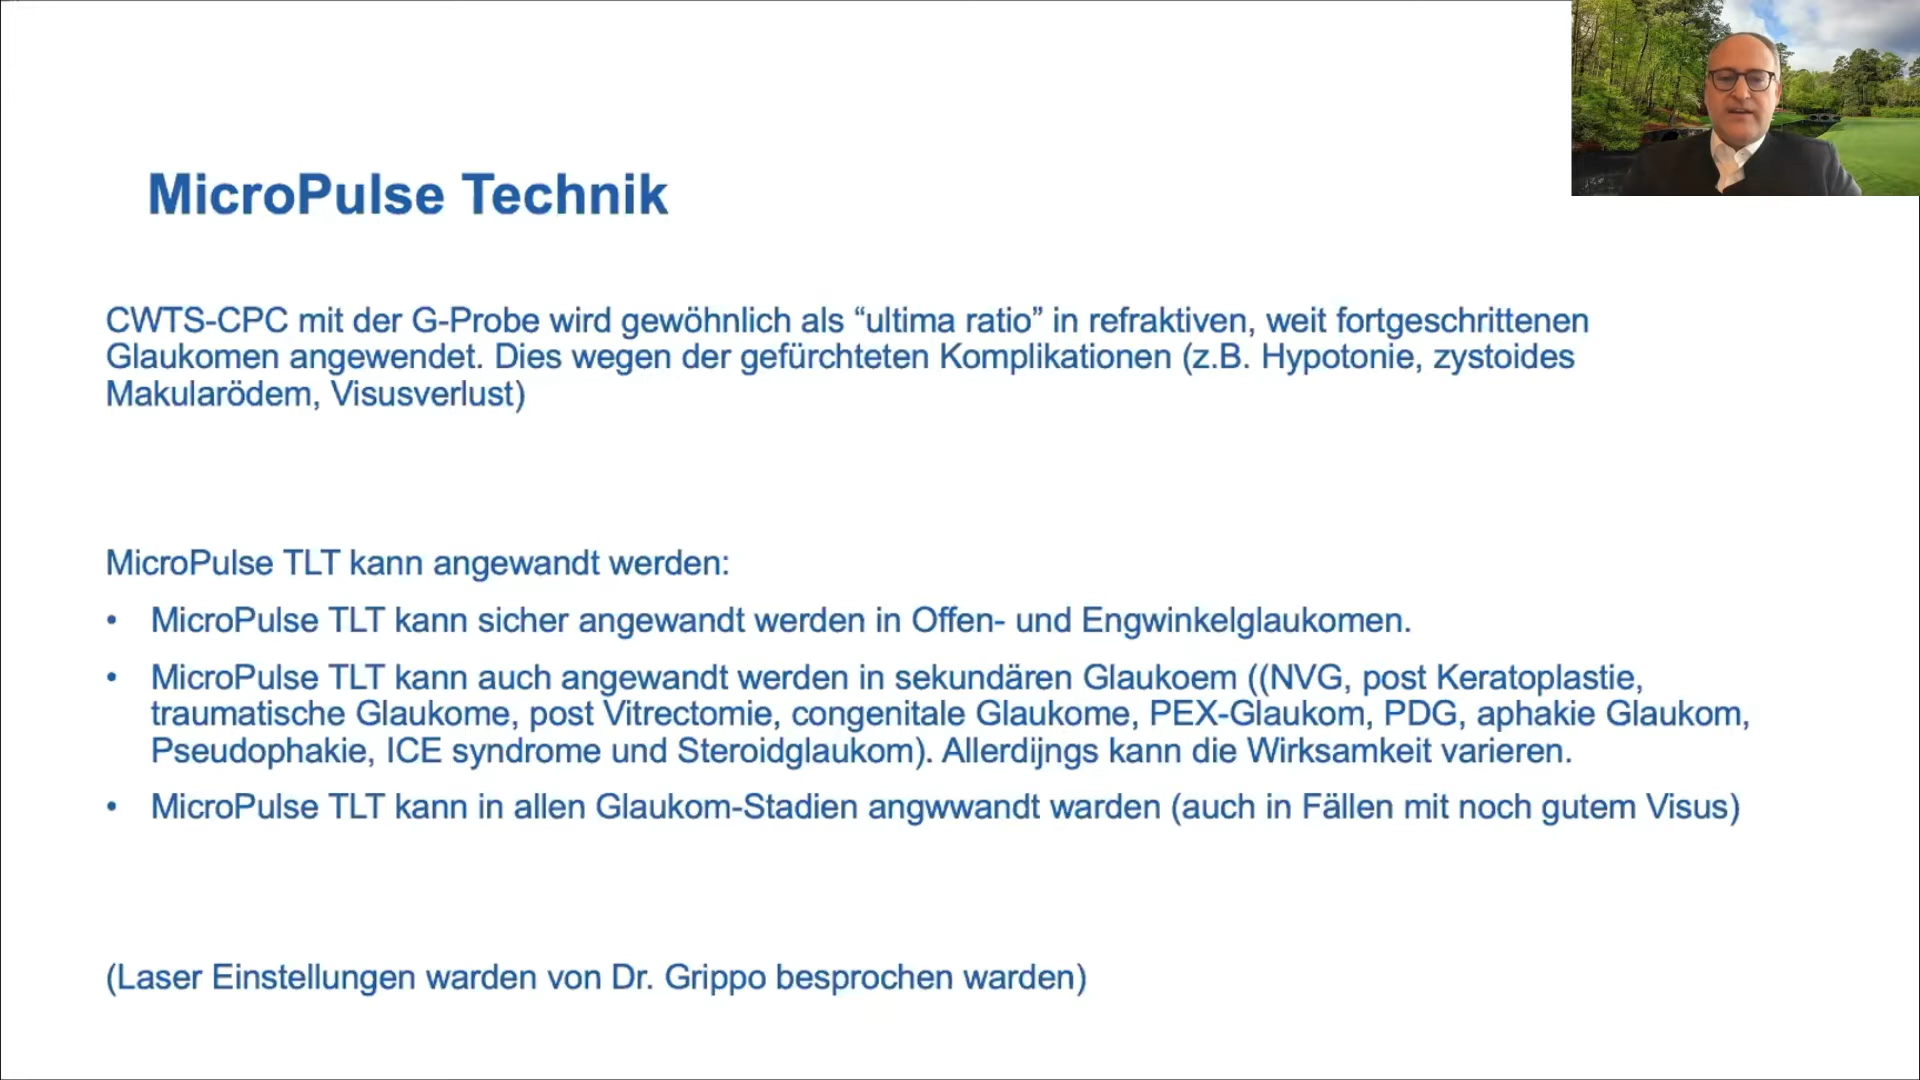 MicroPulse Technik
CWTS-CPC mit der G-Probe wird gewöhnlich als “ultima ratio” in refraktiven, weit fortgeschrittenen
Glaukomen angewendet. Dies wegen der gefürchteten Komplikationen (z.B. Hypotonie, zystoides
Makularödem, Visusverlust)
MicroPulse TLT kann angewandt werden:
• MicroPulse TLT kann sicher angewandt werden in Offen- und Engwinkelglaukomen.
• MicroPulse TLT kann auch angewandt werden in sekundären Glaukoem ((NVG, post Keratoplastie,
traumatische Glaukome, post Vitrectomie, congenitale Glaukome, PEX-Glaukom, PDG, aphakie Glaukom,
Pseudophakie, ICE syndrome und Steroidglaukom). Allerdijngs kann die Wirksamkeit varieren.
• MicroPulse TLT kann in allen Glaukom-Stadien angwwandt warden (auch in Fällen mit noch gutem Visus)
(Laser Einstellungen warden von Dr. Grippo besprochen warden)